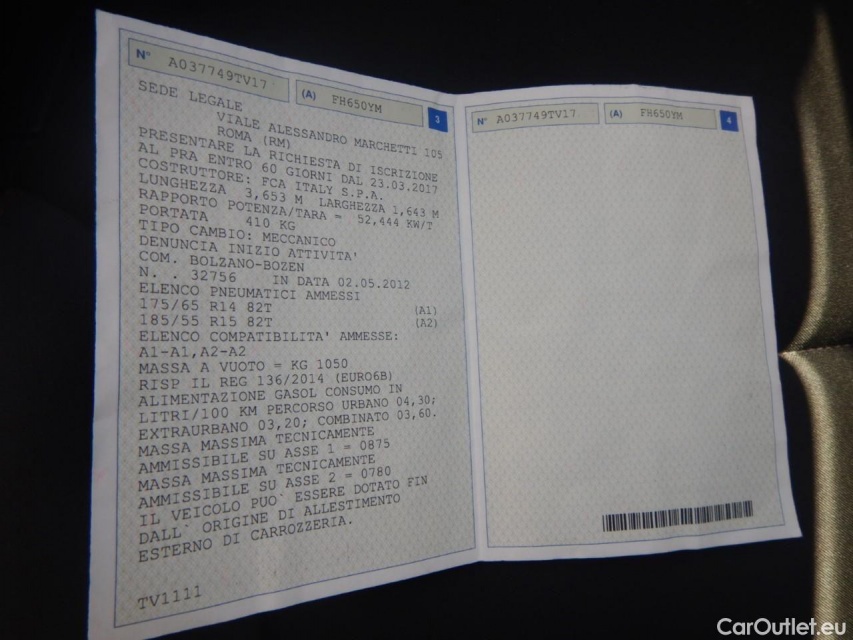 N° A037749TV17 (A) FH650YM 3
SEDE LEGALE
VIALE ALESSANDRO MARCHETTI 105
ROMA (RM)
PRESENTARE LA RICHIESTA DI ISCRIZIONE
AL PRA ENTRO 60 GIORNI DAL 23.03.2017
COSTRUTTORE: FCA ITALY S.P.A.
LUNGHEZZA 3,653 M LARGHEZZA 1,643 M
RAPPORTO POTENZA/TARA = 52,444 KW/T
PORTATA 410 KG
TIPO CAMBIO: MECCANICO
DENUNCIA INIZIO ATTIVITA'
COM. BOLZANO-BOZEN
N. . 32756 IN DATA 02.05.2012
ELENCO PNEUMATICI AMMESSI
175/65 R14 82T (A1)
185/55 R15 82T (A2)
ELENCO COMPATIBILITA' AMMESSE:
A1-A1,A2-A2
MASSA A VUOTO = KG 1050
RISP IL REG 136/2014 (EURO6B)
ALIMENTAZIONE GASOL CONSUMO IN
LITRI/100 KM PERCORSO URBANO 04,30;
EXTRAURBANO 03,20; COMBINATO 03,60.
MASSA MASSIMA TECNICAMENTE
AMMISSIBILE SU ASSE 1 = 0875
MASSA MASSIMA TECNICAMENTE
AMMISSIBILE SU ASSE 2 = 0780
IL VEICOLO PUO' ESSERE DOTATO FIN
DALL' ORIGINE DI ALLESTIMENTO
ESTERNO DI CARROZZERIA.
TV1111
N° A037749TV17 (A) FH650YM 4
CarOutlet.eu